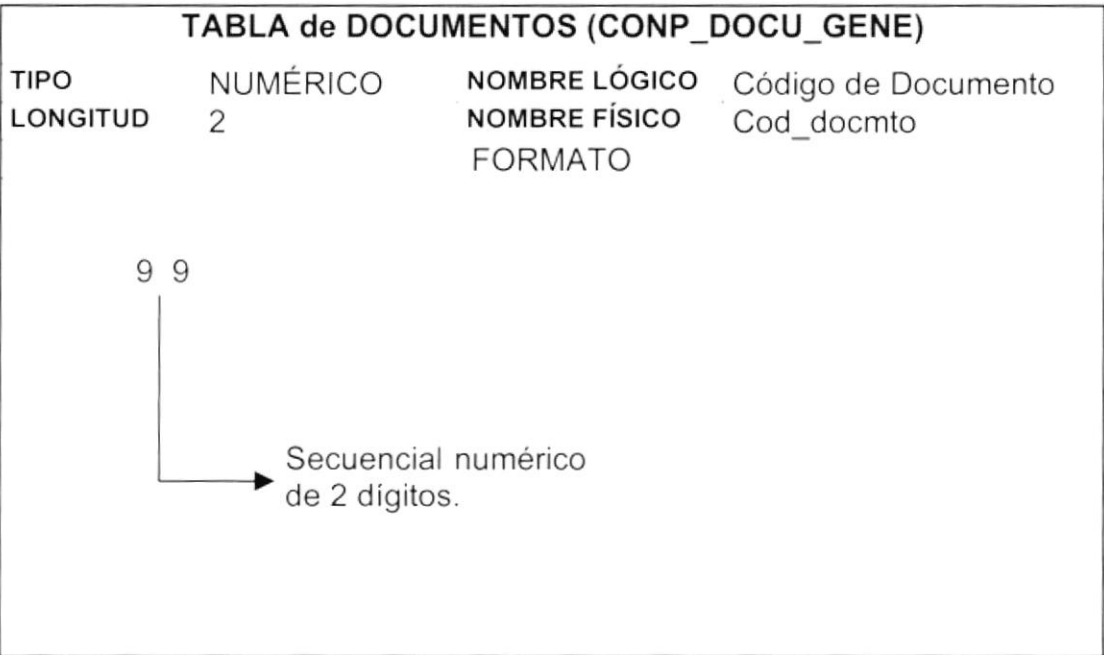 TABLA de DOCUMENTOS (CONP_DOCU_GENE)
TIPO NUMÉRICO NOMBRE LÓGICO Código de Documento
LONGITUD 2 NOMBRE FÍSICO Cod_docmto
FORMATO
9 9
Secuencial numérico
de 2 dígitos.